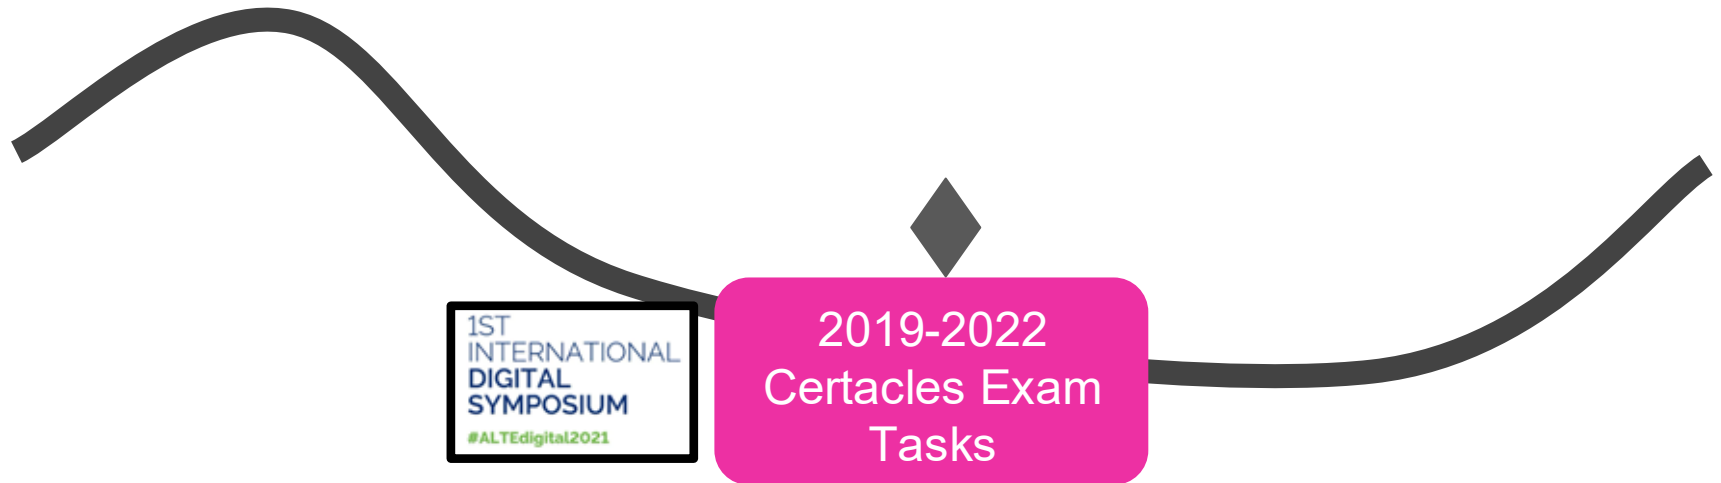 1ST
INTERNATIONAL
DIGITAL
SYMPOSIUM
#ALTEdigital2021
2019-2022
Certacles Exam
Tasks